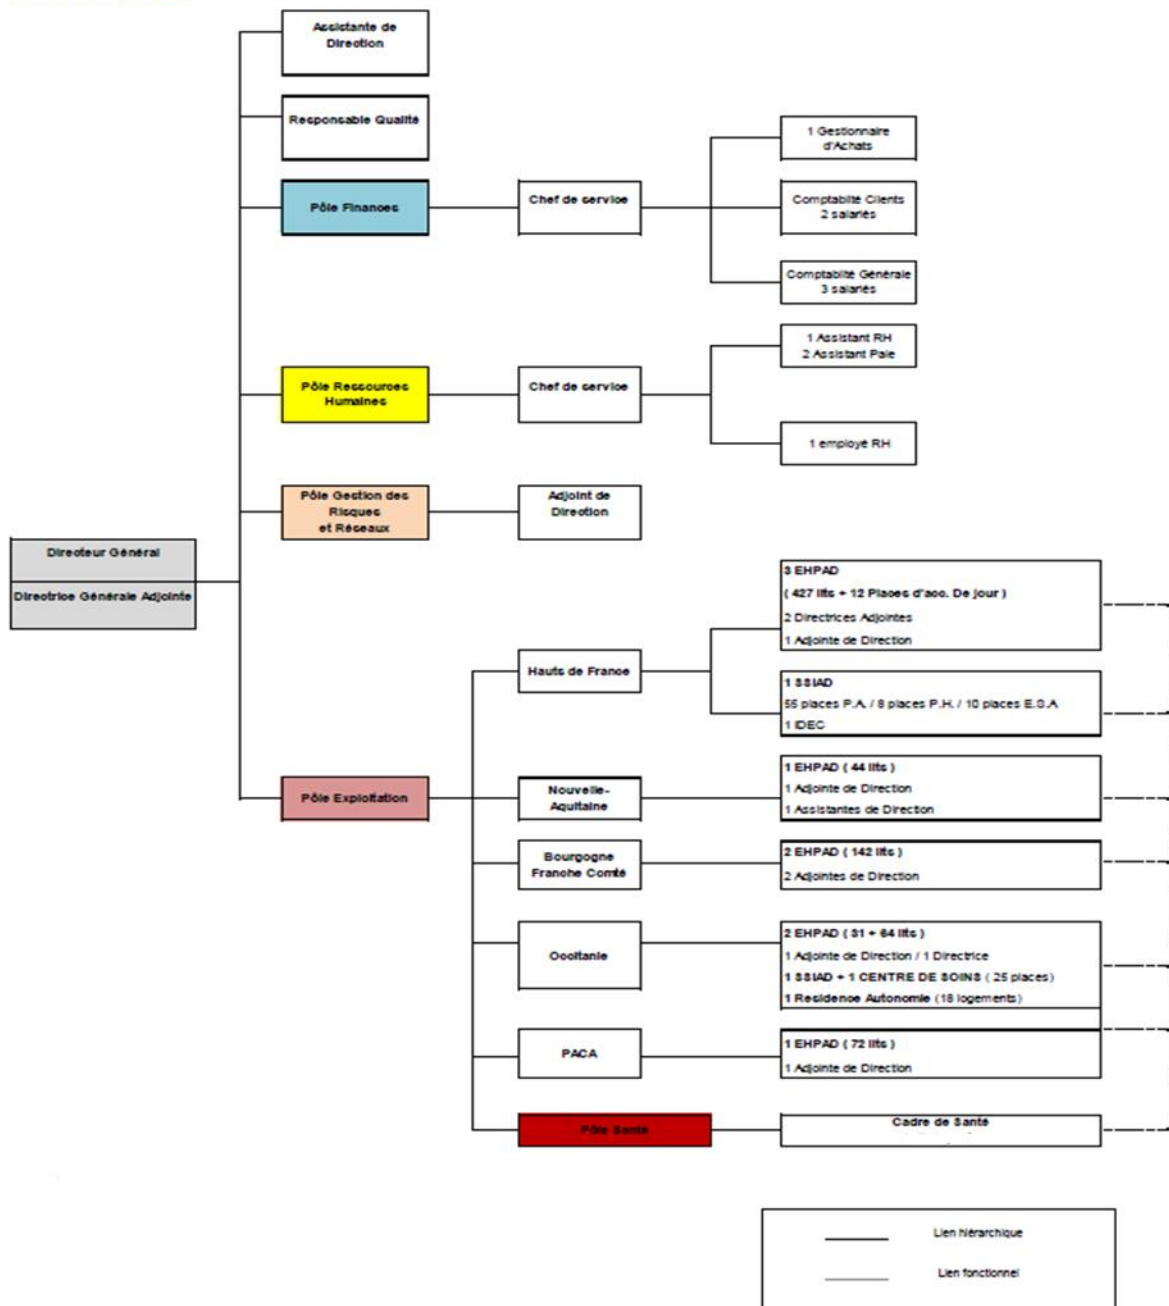 Assistante de
Direction
Responsable Qualité
Pôle Finances
Chef de service
1 Gestionnaire
d'Achats
Comptabilité Clients
2 salariés
Comptabilité Générale
3 salariés
Pôle Ressources
Humaines
Chef de service
1 Assistant RH
2 Assistant Paie
1 employé RH
Pôle Gestion des
Risques
et Réseaux
Adjoint de
Direction
Directeur Général
Directrice Générale Adjointe
Pôle Exploitation
Hauts de France
3 EHPAD
( 427 lits + 12 Places d'acc. De jour )
2 Directrices Adjointes
1 Adjointe de Direction
1 SSIAD
55 places P.A. / 8 places P.H. / 10 places E.S.A
1 IDEC
Nouvelle-
Aquitaine
1 EHPAD ( 44 lits )
1 Adjointe de Direction
1 Assistantes de Direction
Bourgogne
Franche Comté
2 EHPAD ( 142 lits )
2 Adjointes de Direction
Occitanie
2 EHPAD ( 31 + 64 lits )
1 Adjointe de Direction / 1 Directrice
1 SSIAD + 1 CENTRE DE SOINS ( 25 places)
1 Residence Autonomie (18 logements)
PACA
1 EHPAD ( 72 lits )
1 Adjointe de Direction
Pôle Santé
Cadre de Santé
Lien hiérarchique
Lien fonctionnel